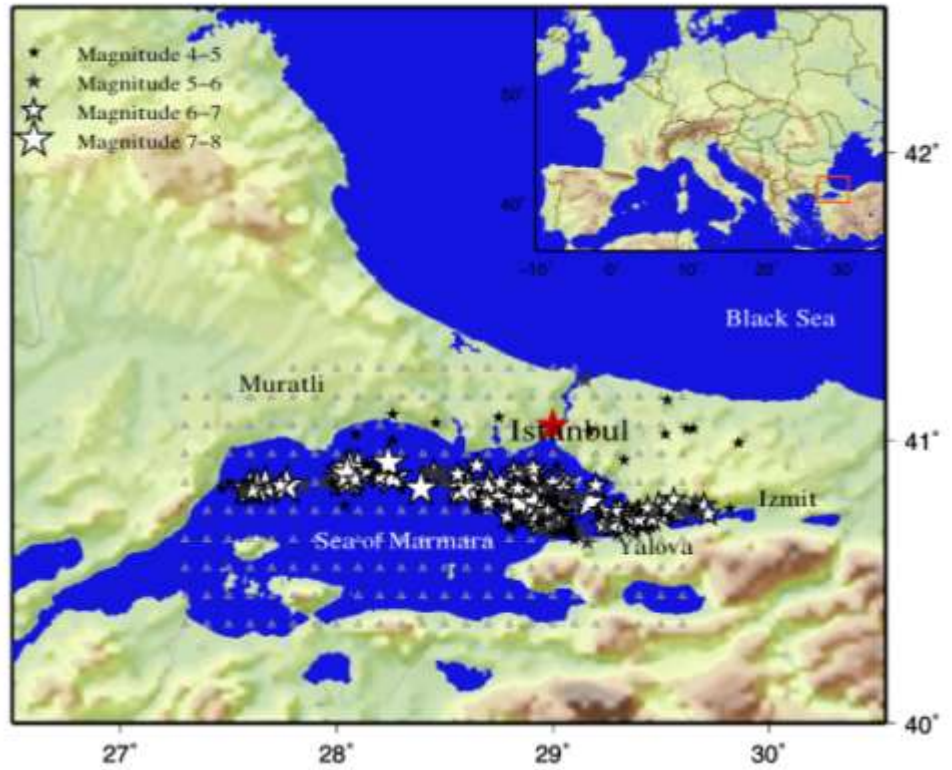 Magnitude 4–5
Magnitude 5–6
Magnitude 6–7
Magnitude 7–8
50˚
40˚
−10˚ 0˚ 10˚ 20˚ 30˚
42˚
Black Sea
Muratli
Istanbul
41˚
Izmit
Sea of Marmara
Yalova
40˚
27˚ 28˚ 29˚ 30˚